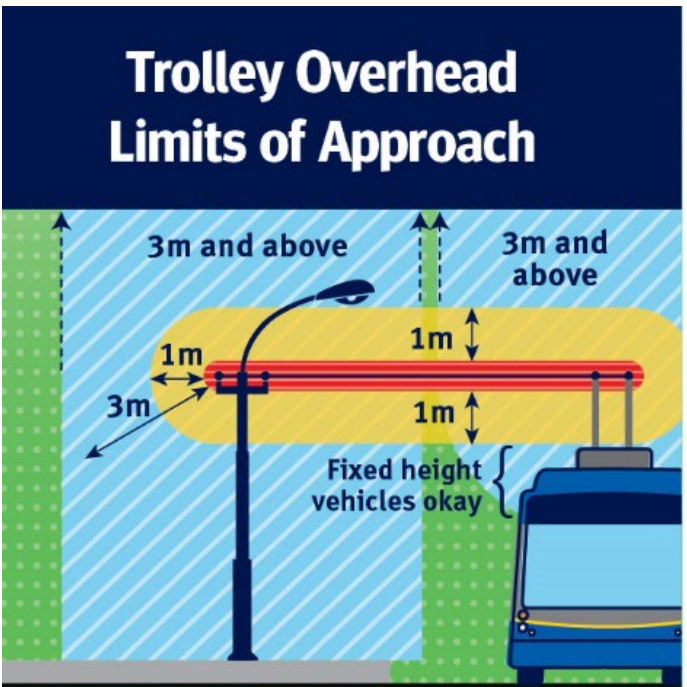 Trolley Overhead
Limits of Approach
3m and above
3m and
above
1m
1m
3m
1m
Fixed height
vehicles okay